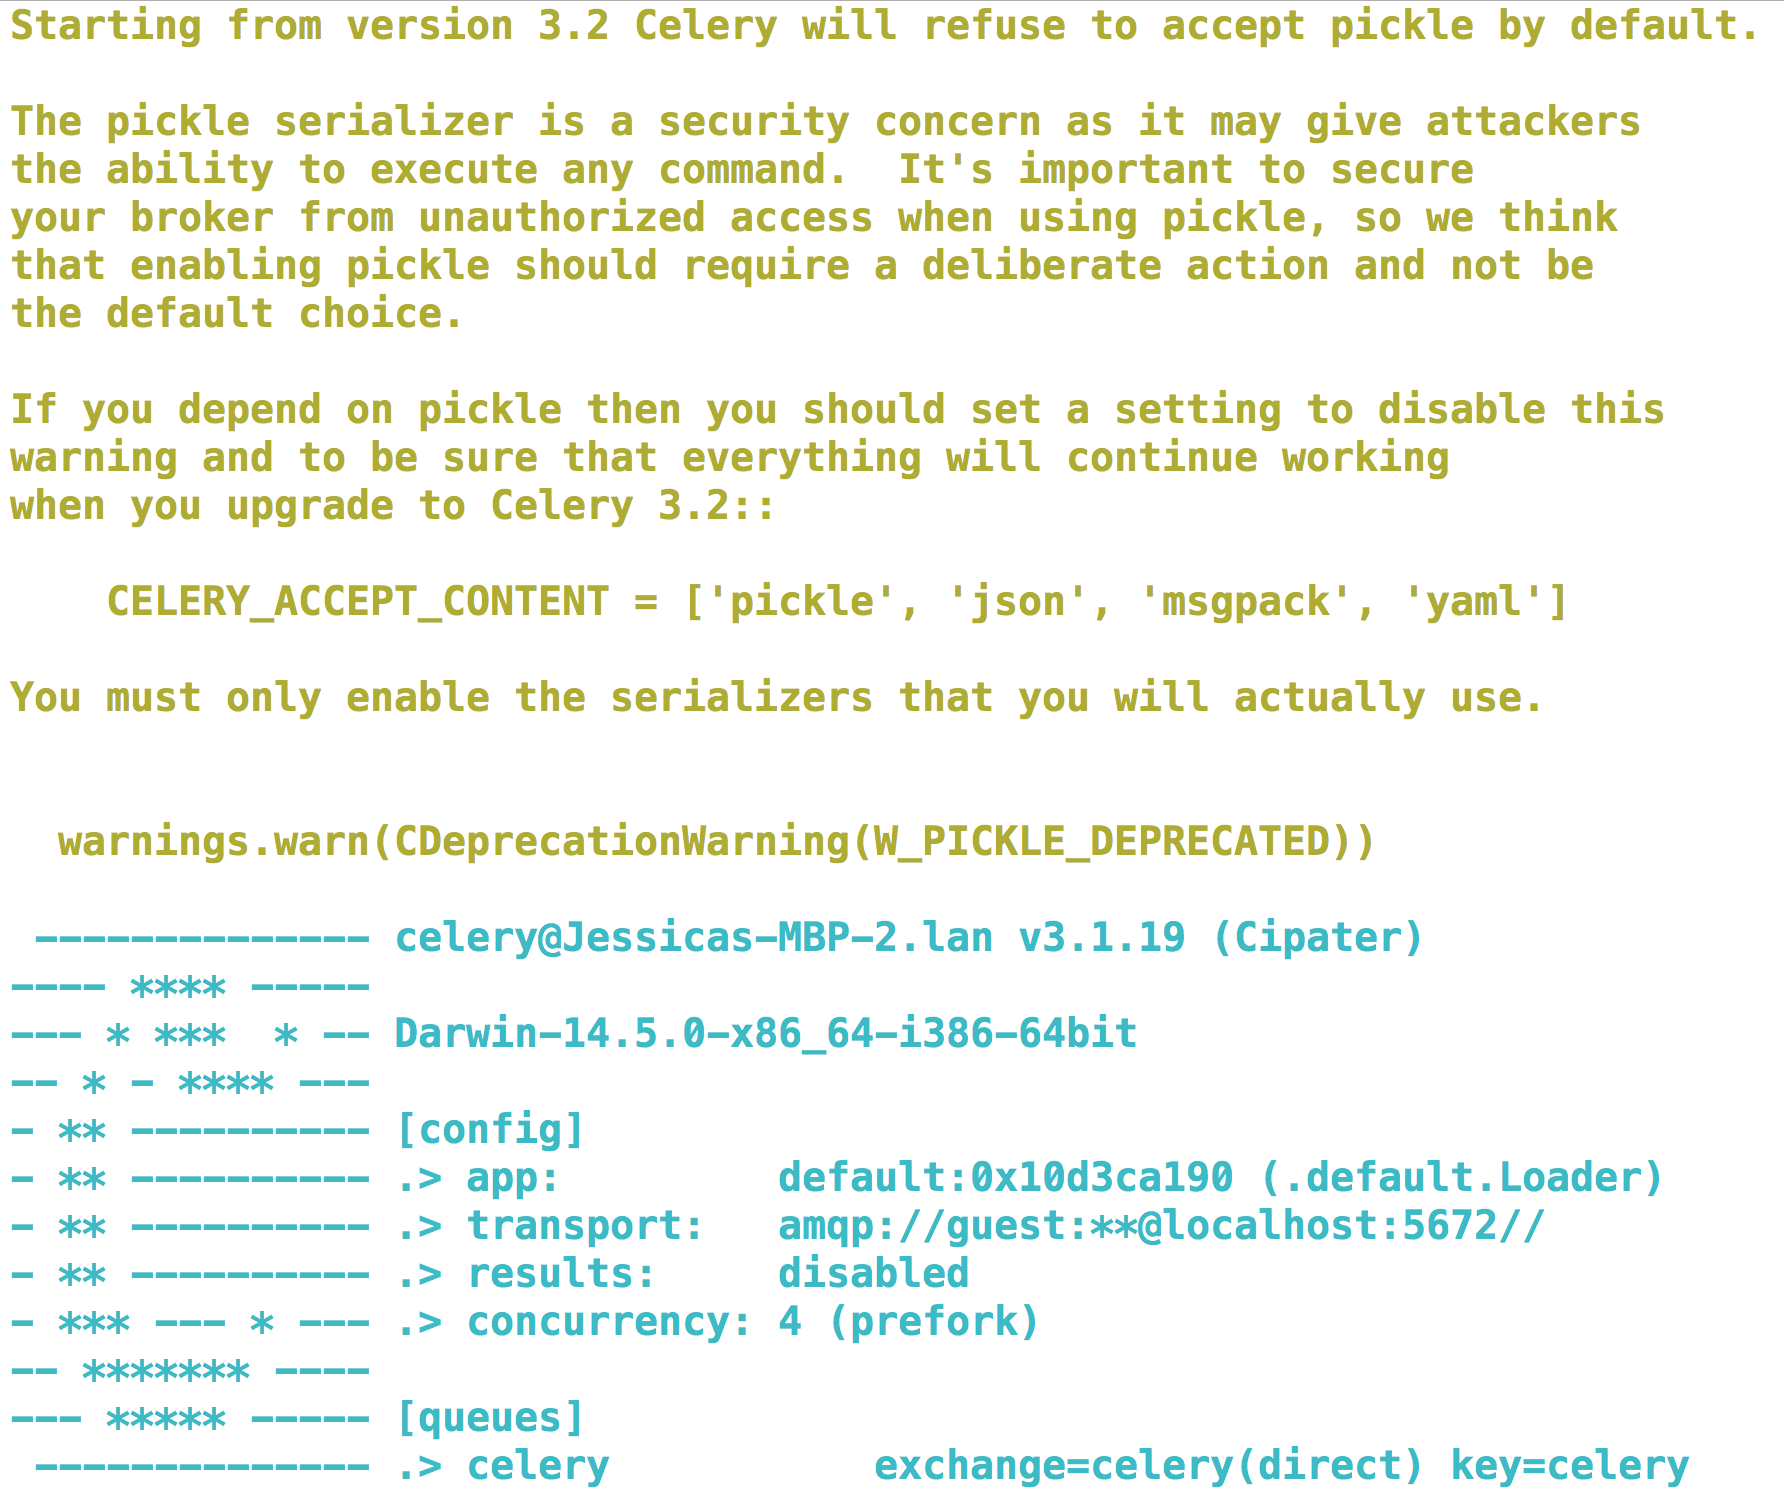 Starting from version 3.2 Celery will refuse to accept pickle by default.

The pickle serializer is a security concern as it may give attackers
the ability to execute any command.  It's important to secure
your broker from unauthorized access when using pickle, so we think
that enabling pickle should require a deliberate action and not be
the default choice.

If you depend on pickle then you should set a setting to disable this
warning and to be sure that everything will continue working
when you upgrade to Celery 3.2::

    CELERY_ACCEPT_CONTENT = ['pickle', 'json', 'msgpack', 'yaml']

You must only enable the serializers that you will actually use.


  warnings.warn(CDeprecationWarning(W_PICKLE_DEPRECATED))

 -------------- celery@Jessicas-MBP-2.lan v3.1.19 (Cipater)
---- **** -----
--- * ***  * -- Darwin-14.5.0-x86_64-i386-64bit
-- * - **** ---
- ** ---------- [config]
- ** ---------- .> app:         default:0x10d3ca190 (.default.Loader)
- ** ---------- .> transport:   amqp://guest:**@localhost:5672//
- ** ---------- .> results:     disabled
- *** --- * --- .> concurrency: 4 (prefork)
-- ******* ----
--- ***** ----- [queues]
 -------------- .> celery           exchange=celery(direct) key=celery